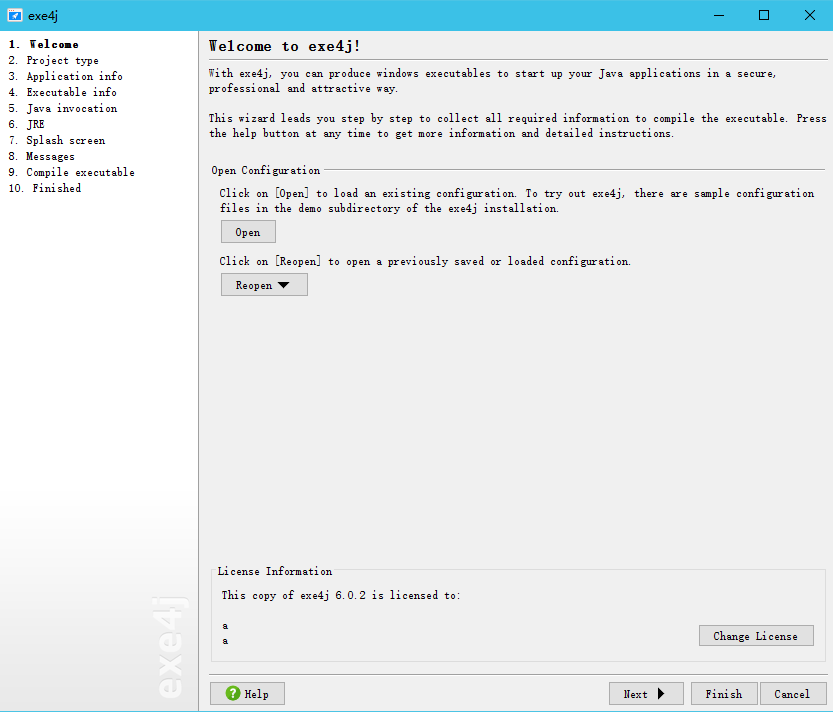 exe4j
1. Welcome
2. Project type
3. Application info
4. Executable info
5. Java invocation
6. JRE
7. Splash screen
8. Messages
9. Compile executable
10. Finished
exe4j
Welcome to exe4j!
With exe4j, you can produce windows executables to start up your Java applications in a secure,
professional and attractive way.
This wizard leads you step by step to collect all required information to compile the executable. Press
the help button at any time to get more information and detailed instructions.
Open Configuration
Click on [Open] to load an existing configuration. To try out exe4j, there are sample configuration
files in the demo subdirectory of the exe4j installation.
Open
Click on [Reopen] to open a previously saved or loaded configuration.
Reopen
License Information
This copy of exe4j 6.0.2 is licensed to:
a
a
Change License
? Help
Next
Finish
Cancel